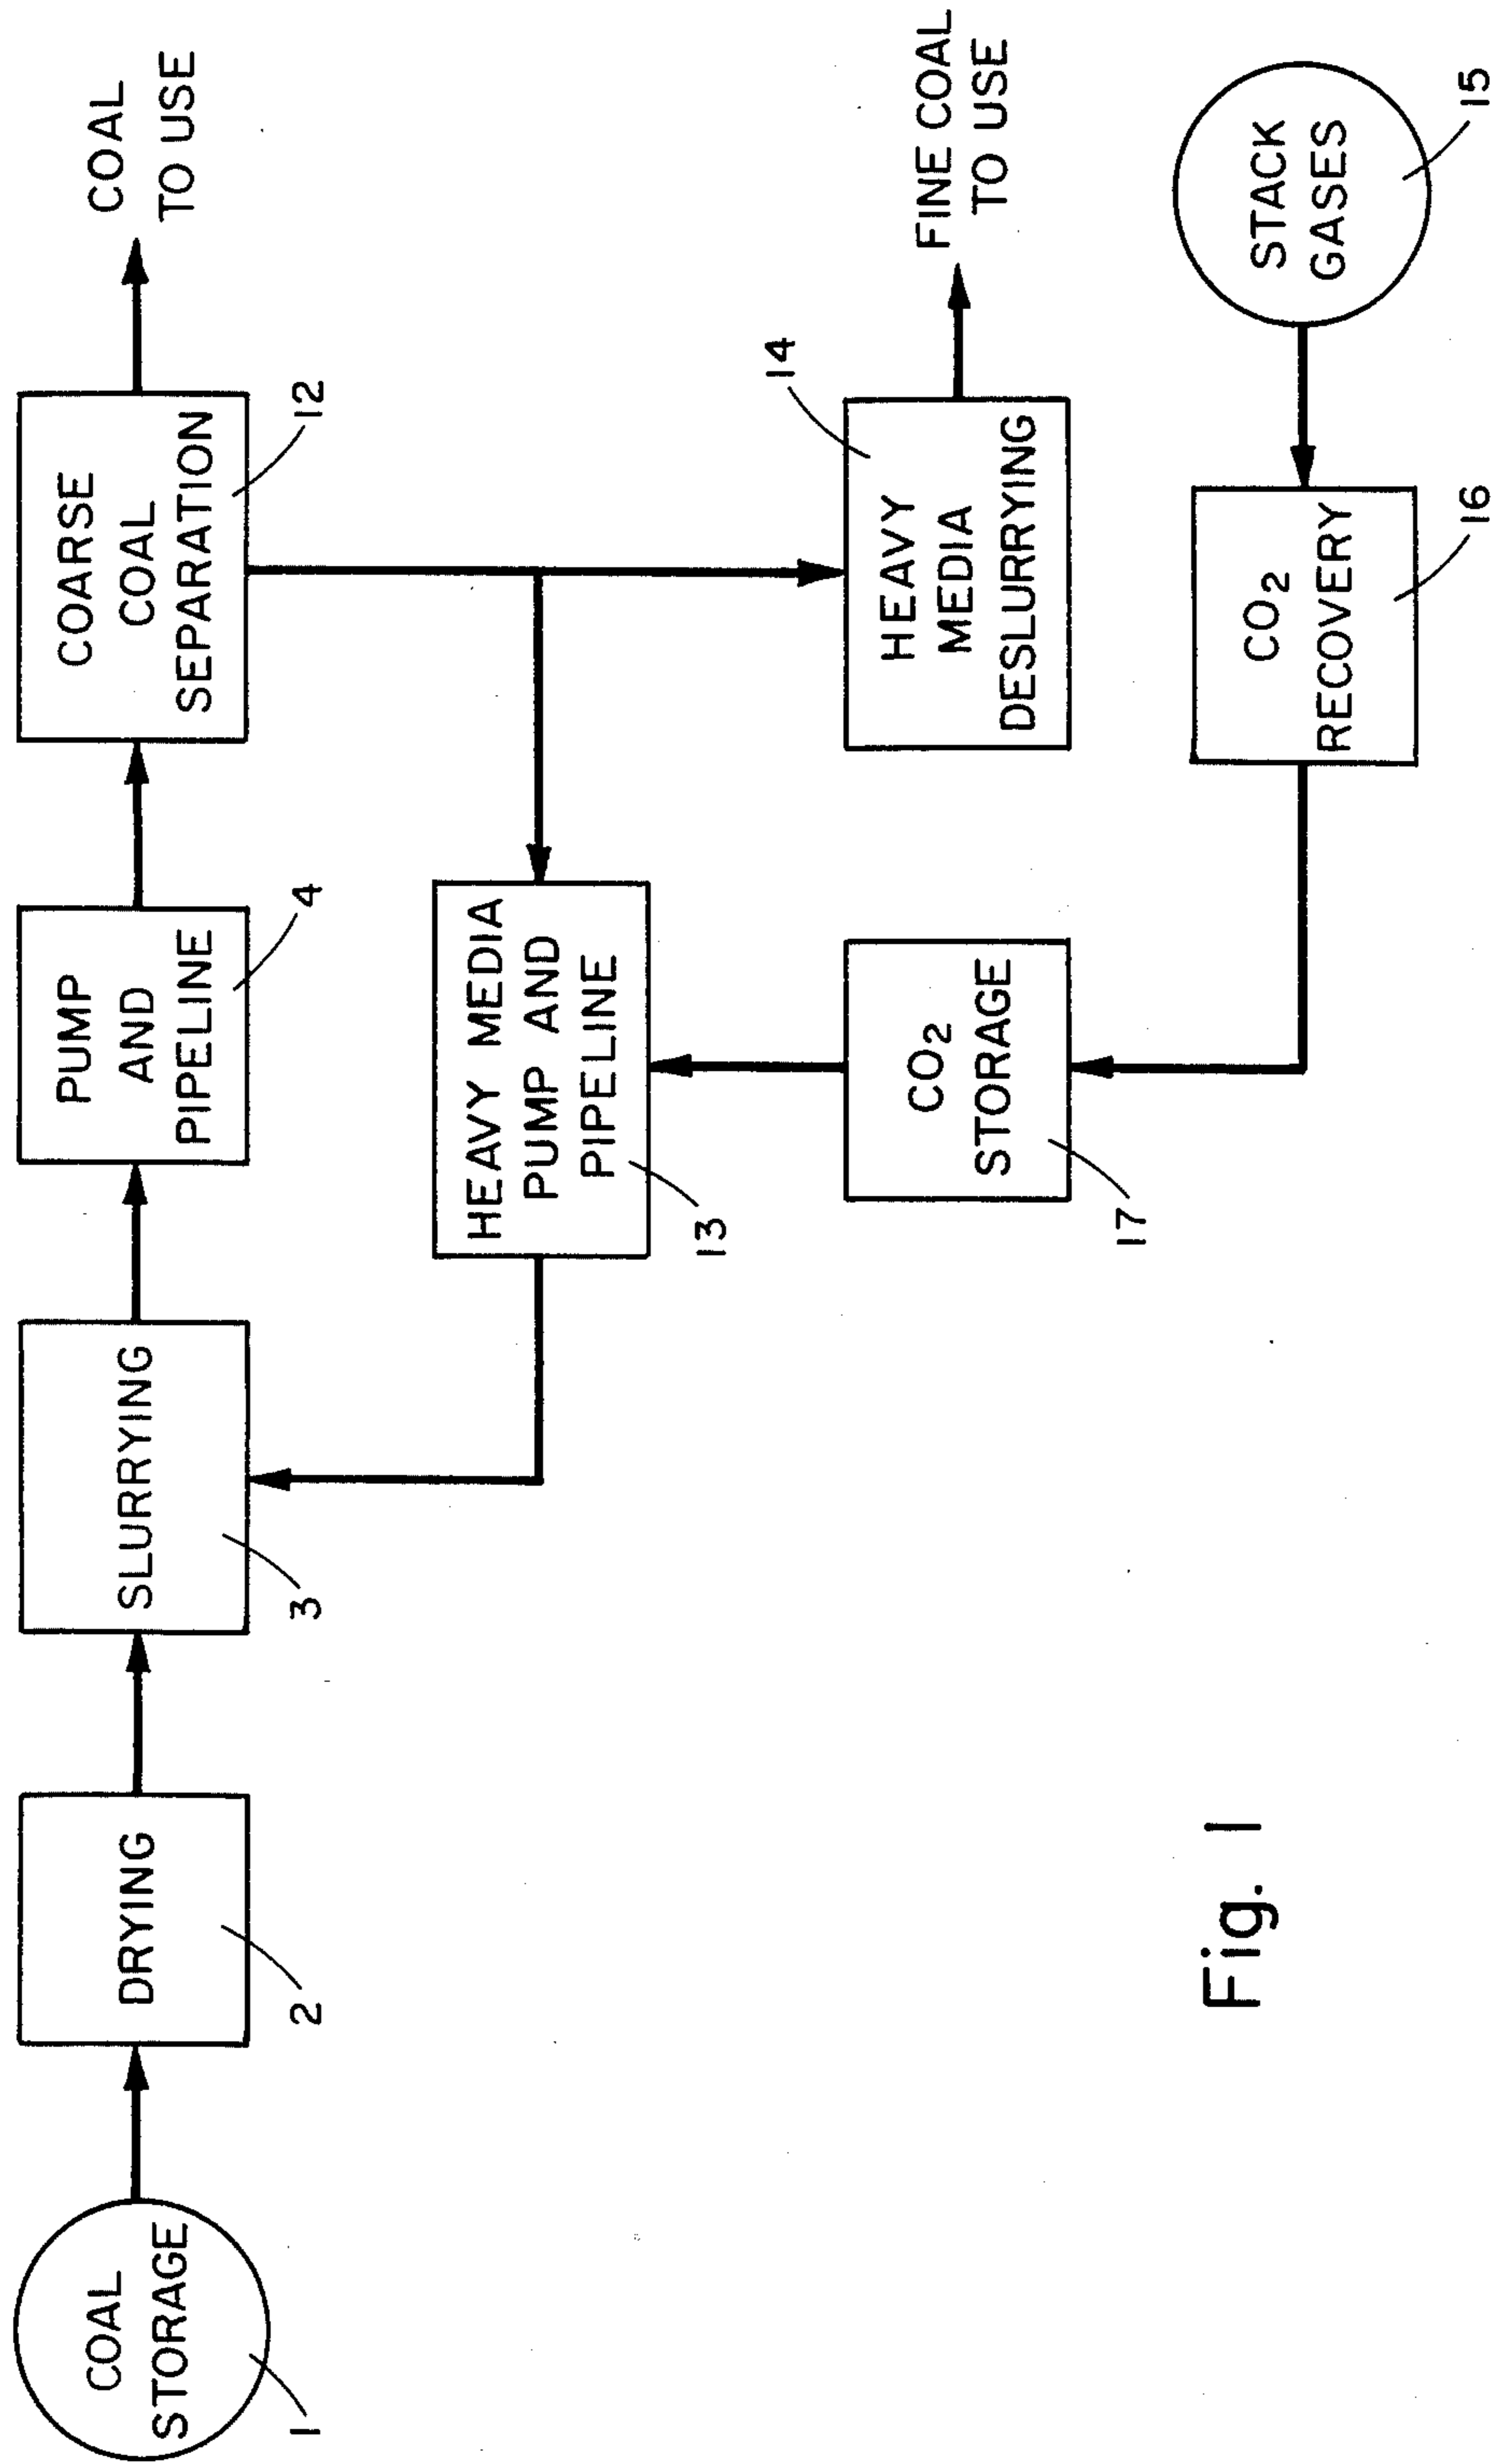 COAL
STORAGE
1
DRYING
2
SLURRYING
3
PUMP
AND
PIPELINE
4
COARSE
COAL
SEPARATION
12
COAL
TO USE
HEAVY MEDIA
PUMP AND
PIPELINE
13
HEAVY
MEDIA
DESLURRYING
14
FINE COAL
TO USE
CO2
STORAGE
17
CO2
RECOVERY
16
STACK
GASES
15
Fig. 1